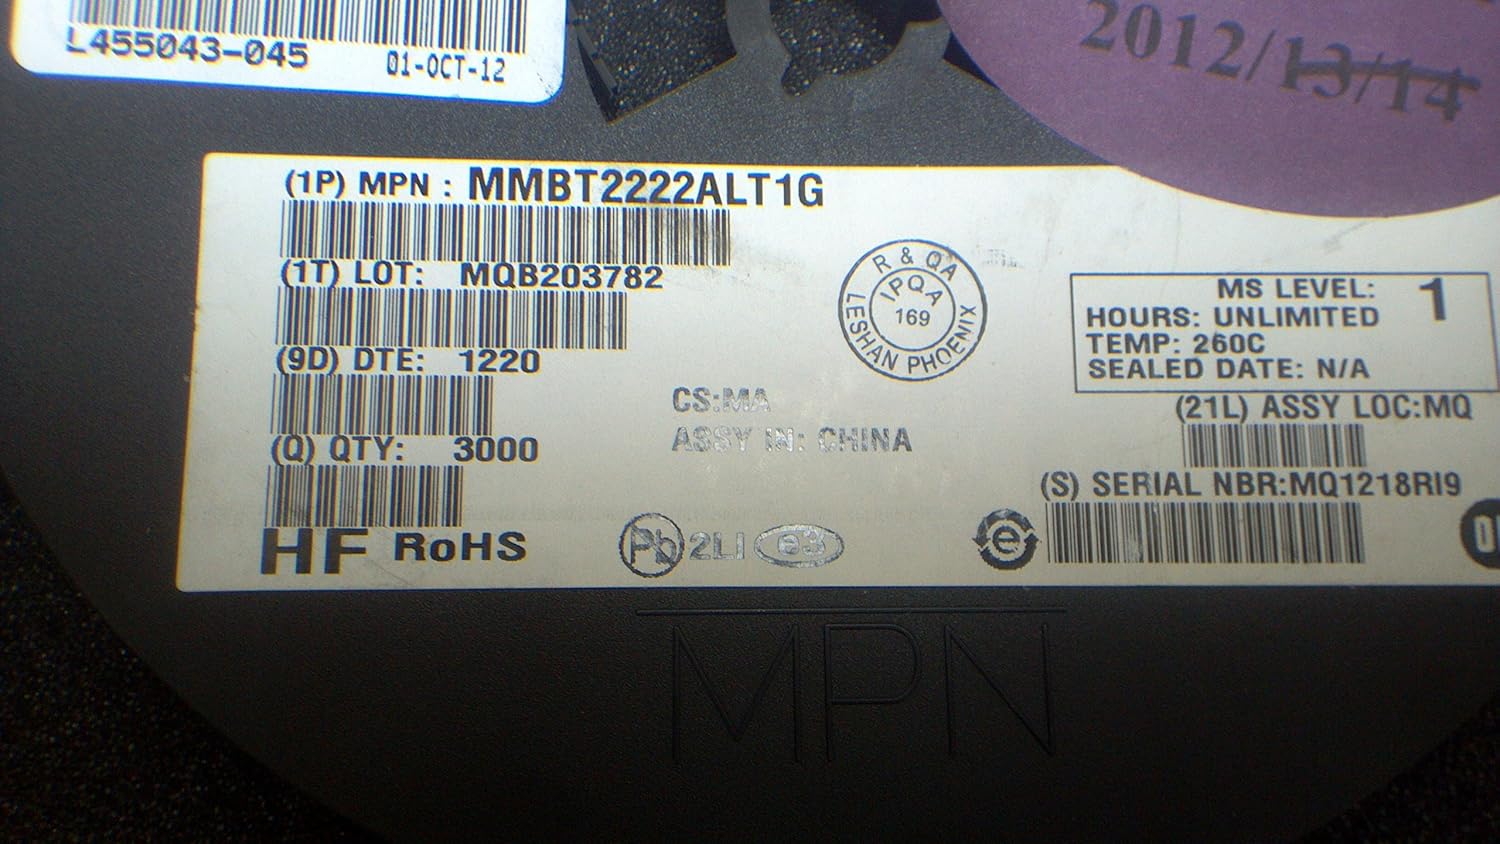 L455043-045
01-OCT-12
2012/13/14
(1P) MPN : MMBT2222ALT1G
(1T) LOT: MQB203782
(9D) DTE: 1220
(Q) QTY: 3000
HF RoHS
R & QA
IPQA
169
LESHAN PHOENIX
CS:MA
ASSY IN: CHINA
Pb 2LI e3
MS LEVEL: 1
HOURS: UNLIMITED
TEMP: 260C
SEALED DATE: N/A
(21L) ASSY LOC:MQ
(S) SERIAL NBR:MQ1218RI9
e
MPN